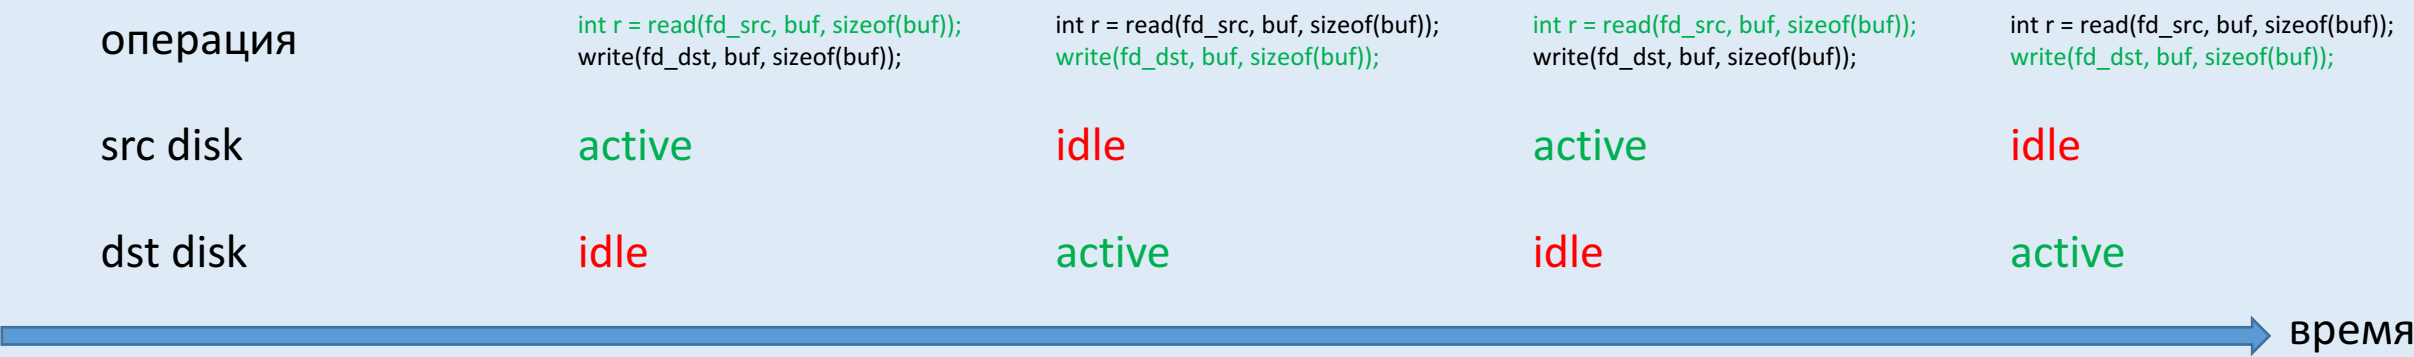 операция
int r = read(fd_src, buf, sizeof(buf));
write(fd_dst, buf, sizeof(buf));
int r = read(fd_src, buf, sizeof(buf));
write(fd_dst, buf, sizeof(buf));
int r = read(fd_src, buf, sizeof(buf));
write(fd_dst, buf, sizeof(buf));
int r = read(fd_src, buf, sizeof(buf));
write(fd_dst, buf, sizeof(buf));
src disk active idle active idle
dst disk idle active idle active
время